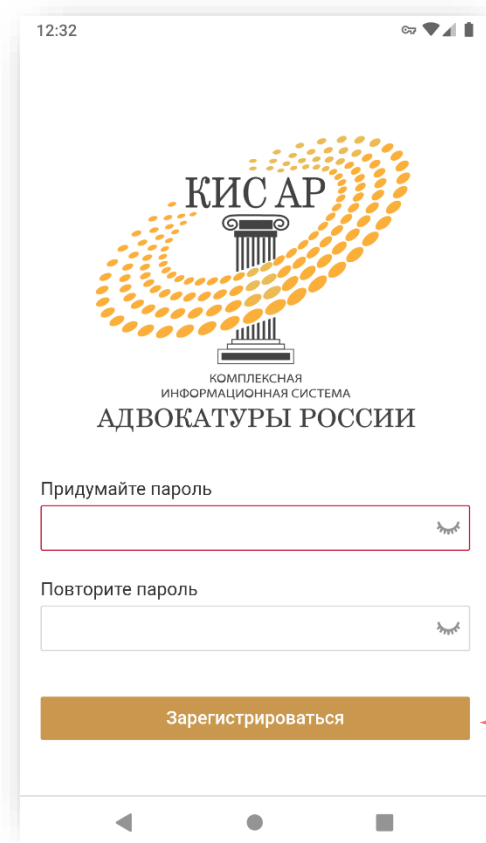 12:32
КИС АР
КОМПЛЕКСНАЯ
ИНФОРМАЦИОННАЯ СИСТЕМА
АДВОКАТУРЫ РОССИИ
Придумайте пароль
Повторите пароль
Зарегистрироваться